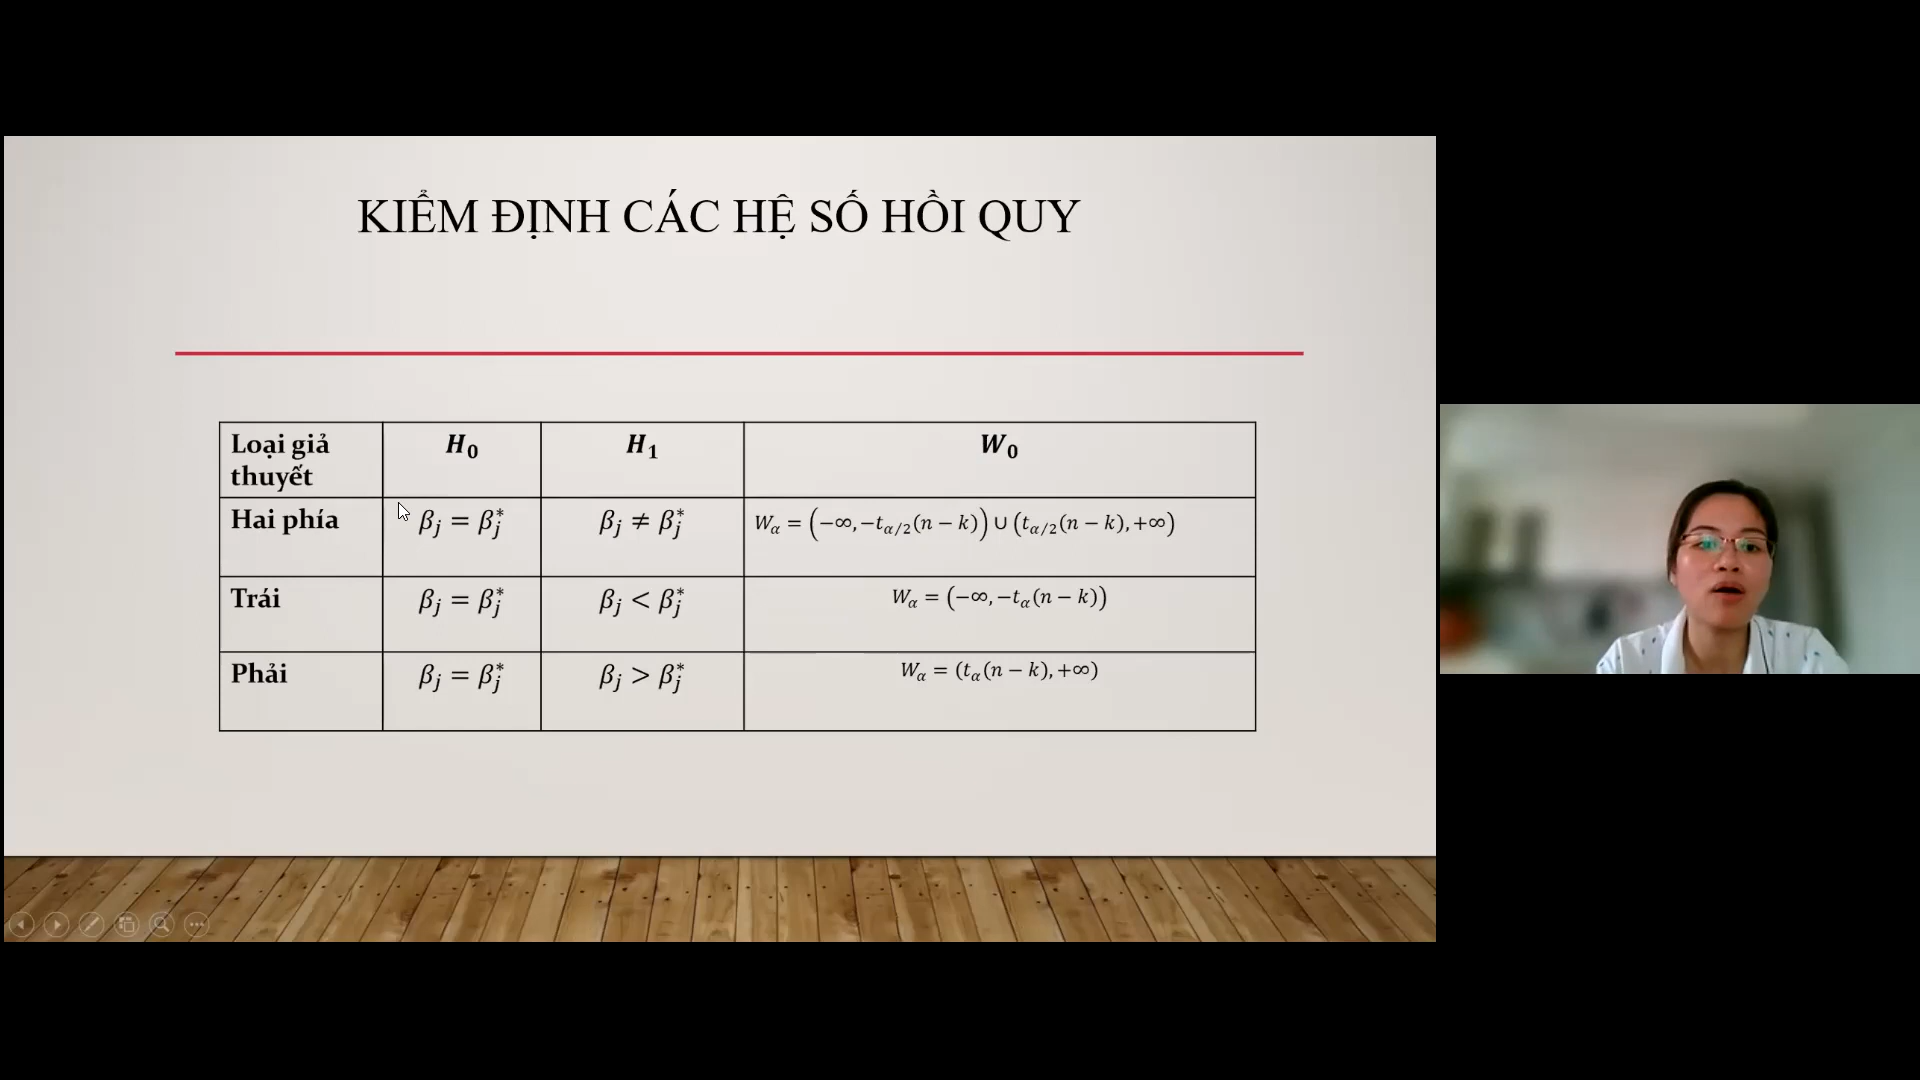 KIỂM ĐỊNH CÁC HỆ SỐ HỒI QUY
Loại giả thuyết H₀ H₁ W₀
Hai phía βⱼ = βⱼ* βⱼ ≠ βⱼ* Wα = (−∞, −tα/2(n − k)) ∪ (tα/2(n − k), +∞)
Trái βⱼ = βⱼ* βⱼ < βⱼ* Wα = (−∞, −tα(n − k))
Phải βⱼ = βⱼ* βⱼ > βⱼ* Wα = (tα(n − k), +∞)